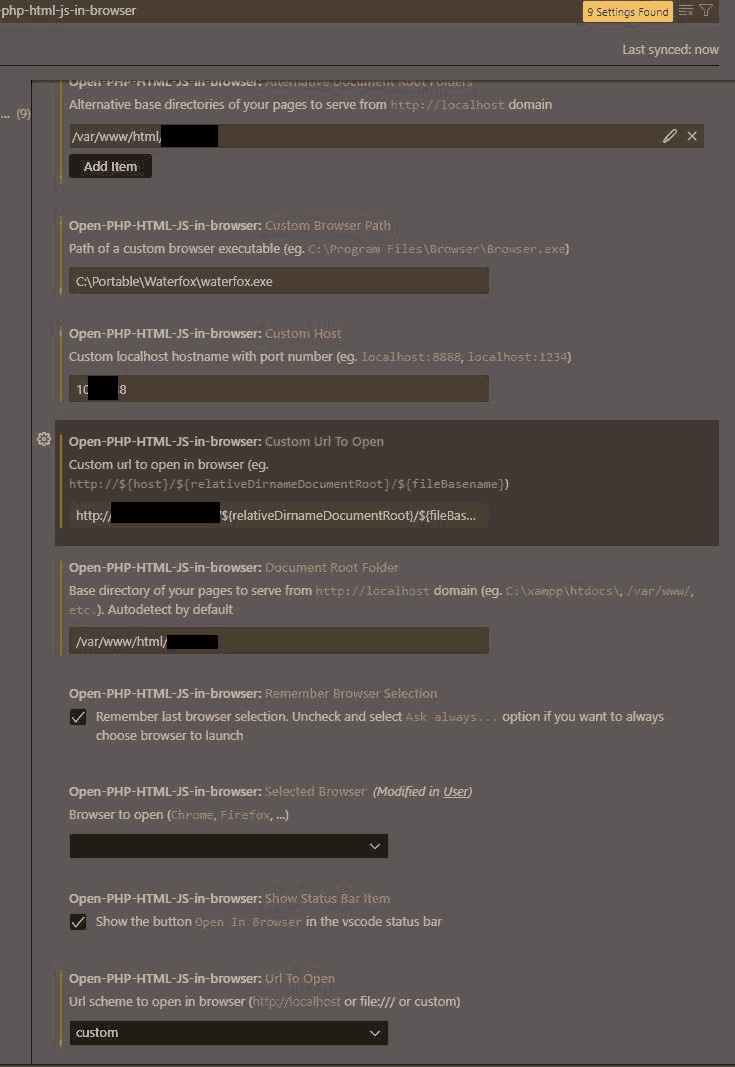 -php-html-js-in-browser
9 Settings Found
Last synced: now
... (9)
Open-PHP-HTML-JS-in-browser: Alternative Document Root Folders
Alternative base directories of your pages to serve from http://localhost domain
/var/www/html/
Add Item
Open-PHP-HTML-JS-in-browser: Custom Browser Path
Path of a custom browser executable (eg. C:\Program Files\Browser\Browser.exe)
C:\Portable\Waterfox\waterfox.exe
Open-PHP-HTML-JS-in-browser: Custom Host
Custom localhost hostname with port number (eg. localhost:8888, localhost:1234)
10 8
Open-PHP-HTML-JS-in-browser: Custom Url To Open
Custom url to open in browser (eg.
http://${host}/${relativeDirnameDocumentRoot}/${fileBasename})
http:// /${relativeDirnameDocumentRoot}/${fileBas...
Open-PHP-HTML-JS-in-browser: Document Root Folder
Base directory of your pages to serve from http://localhost domain (eg. C:\xampp\htdocs\, /var/www/,
etc.). Autodetect by default
/var/www/html/
Open-PHP-HTML-JS-in-browser: Remember Browser Selection
Remember last browser selection. Uncheck and select Ask always... option if you want to always
choose browser to launch
Open-PHP-HTML-JS-in-browser: Selected Browser (Modified in User)
Browser to open (Chrome, Firefox, ...)
Open-PHP-HTML-JS-in-browser: Show Status Bar Item
Show the button Open In Browser in the vscode status bar
Open-PHP-HTML-JS-in-browser: Url To Open
Url scheme to open in browser (http://localhost or file:/// or custom)
custom